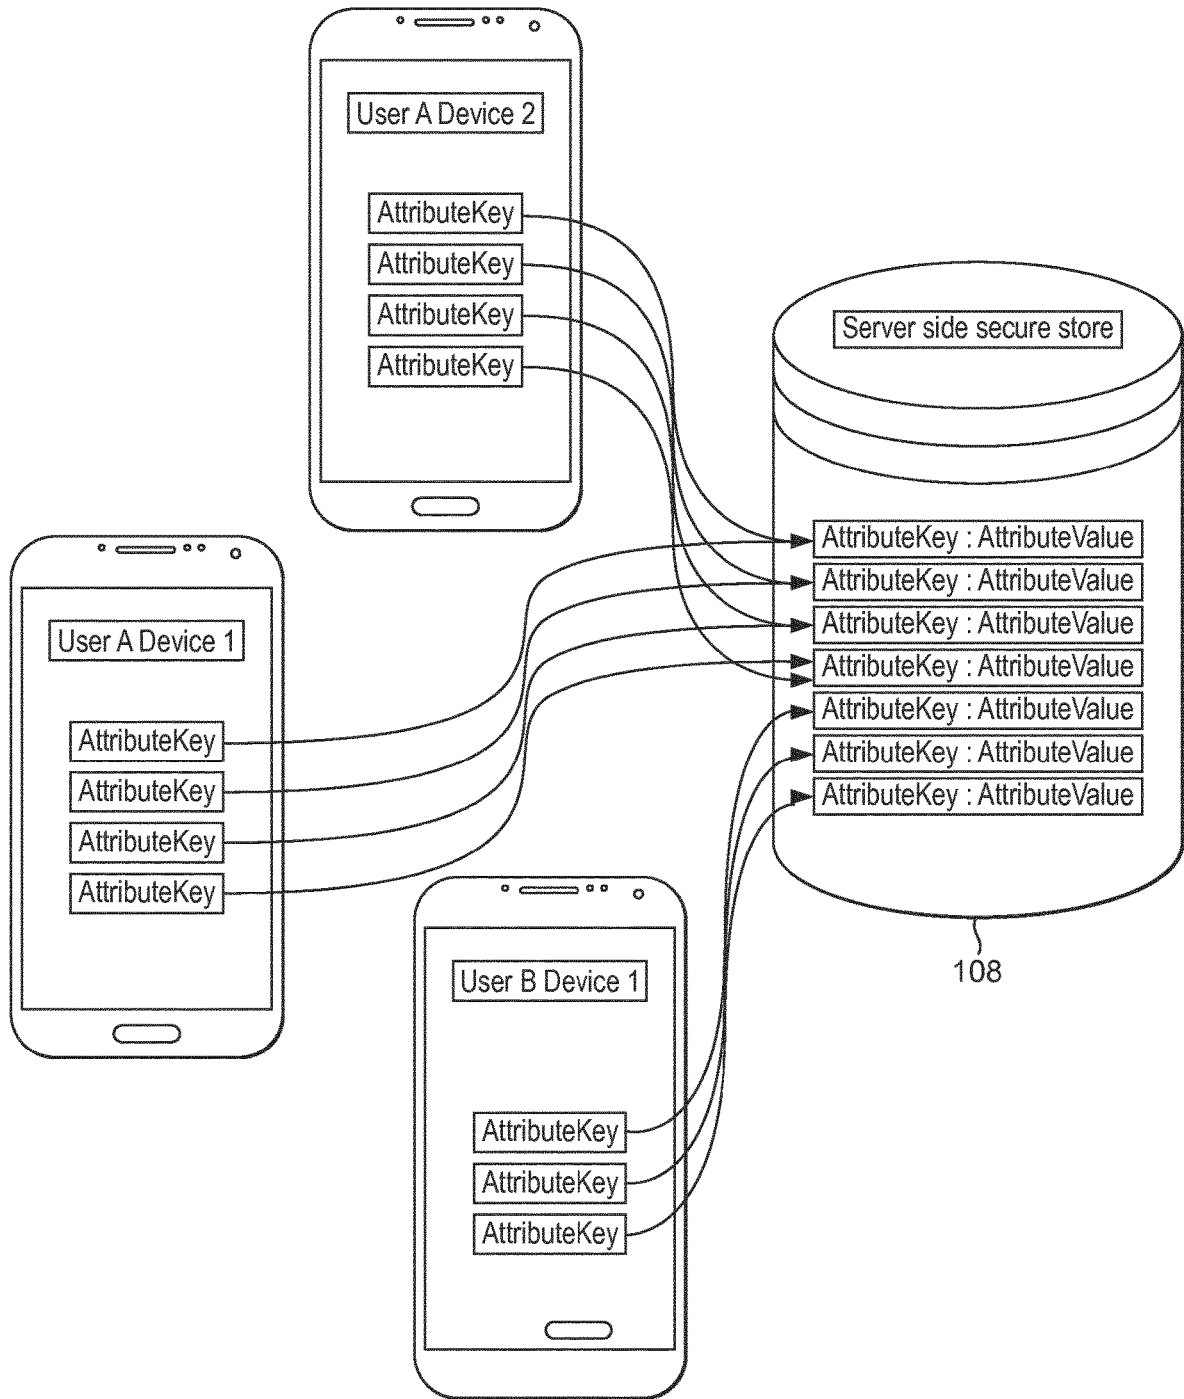 User A Device 2
AttributeKey
AttributeKey
AttributeKey
AttributeKey
Server side secure store
AttributeKey : AttributeValue
AttributeKey : AttributeValue
AttributeKey : AttributeValue
AttributeKey : AttributeValue
AttributeKey : AttributeValue
AttributeKey : AttributeValue
AttributeKey : AttributeValue
108
User A Device 1
AttributeKey
AttributeKey
AttributeKey
AttributeKey
User B Device 1
AttributeKey
AttributeKey
AttributeKey